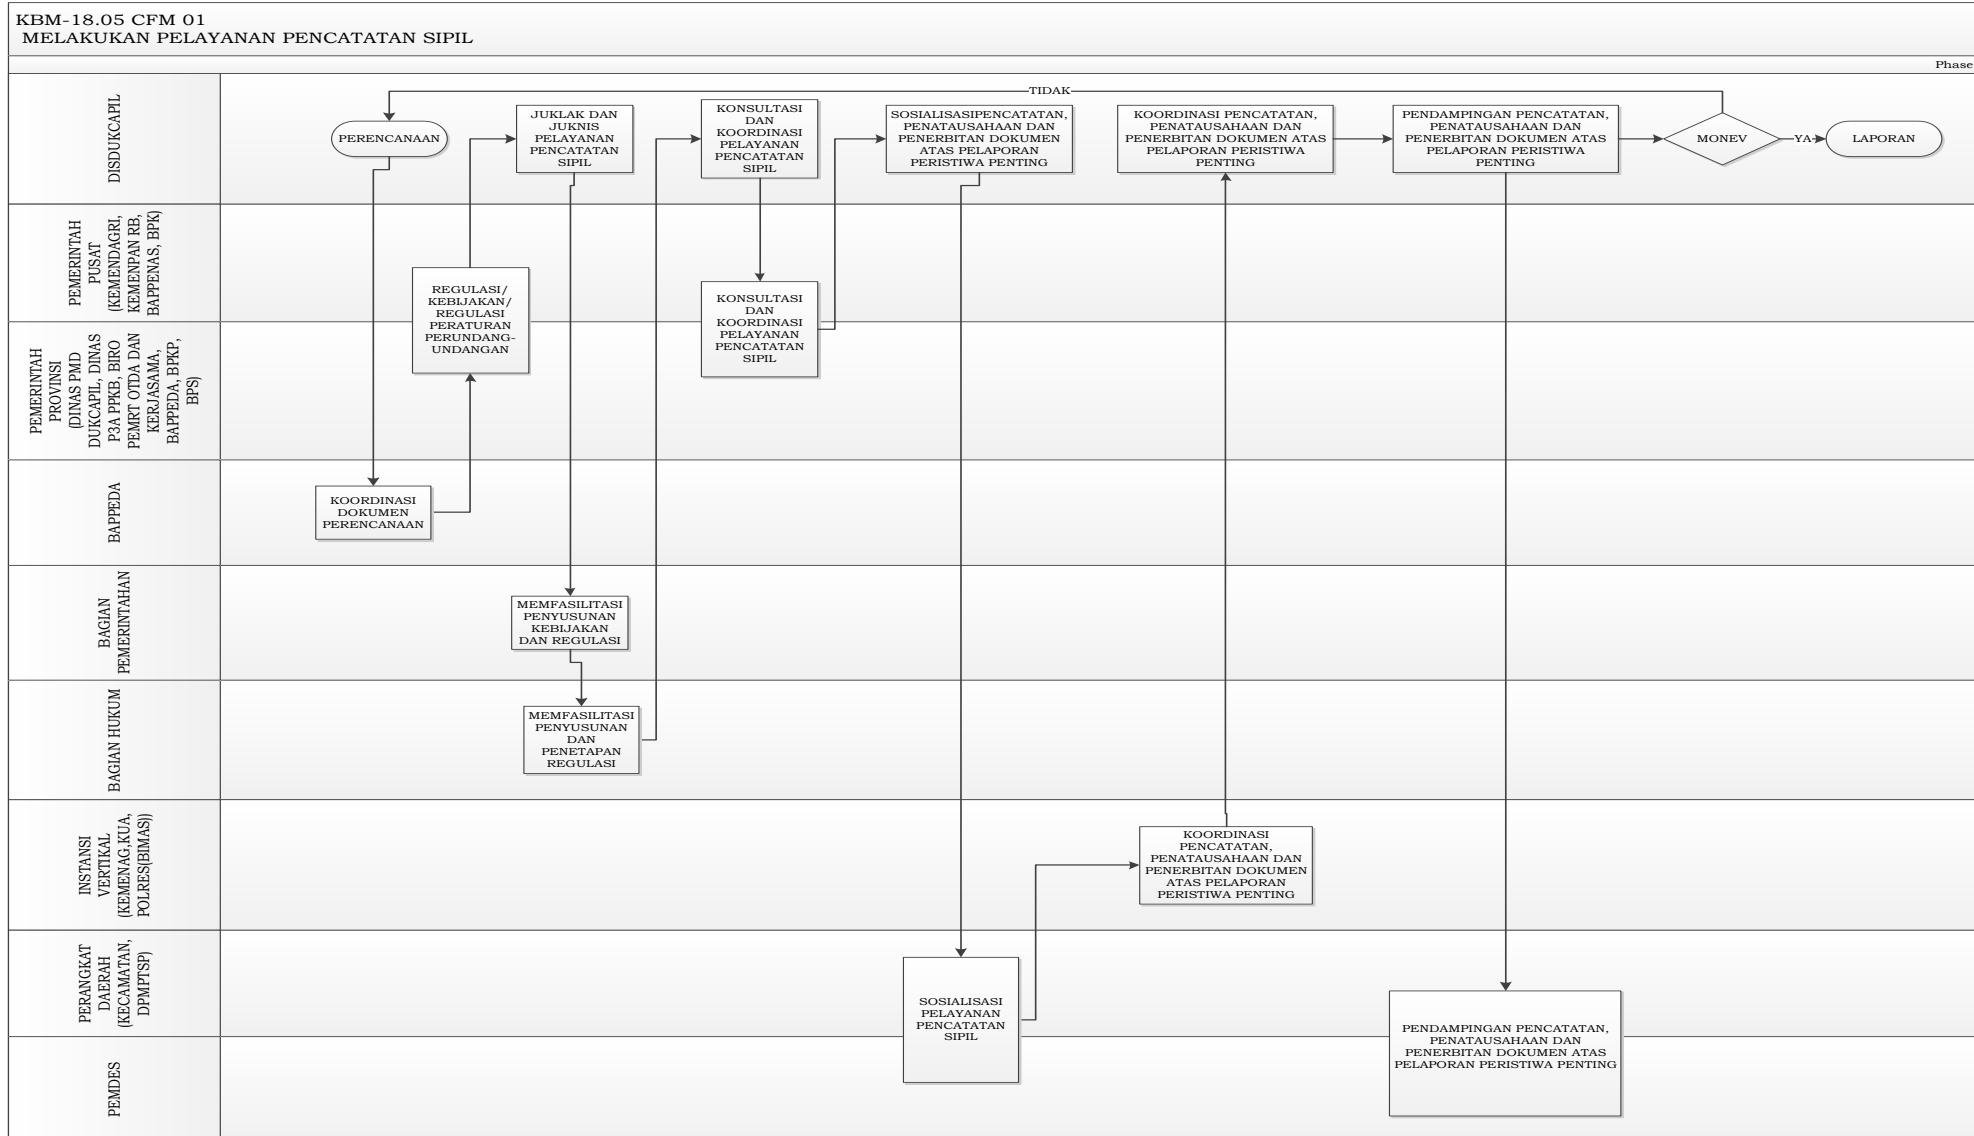 KBM-18.05 CFM 01
MELAKUKAN PELAYANAN PENCATATAN SIPIL
Phase
DISDUKCAPIL
TIDAK
PERENCANAAN
JUKLAK DAN
JUKNIS
PELAYANAN
PENCATATAN
SIPIL
KONSULTASI
DAN
KOORDINASI
PELAYANAN
PENCATATAN
SIPIL
SOSIALISASIPENCATATAN,
PENATAUSAHAAN DAN
PENERBITAN DOKUMEN
ATAS PELAPORAN
PERISTIWA PENTING
KOORDINASI PENCATATAN,
PENATAUSAHAAN DAN
PENERBITAN DOKUMEN ATAS
PELAPORAN PERISTIWA
PENTING
PENDAMPINGAN PENCATATAN,
PENATAUSAHAAN DAN
PENERBITAN DOKUMEN ATAS
PELAPORAN PERISTIWA
PENTING
MONEV
YA
LAPORAN
PEMERINTAH
PUSAT
(KEMENDAGRI,
KEMENPAN RB,
BAPPENAS, BPK)
REGULASI/
KEBIJAKAN/
REGULASI
PERATURAN
PERUNDANG-
UNDANGAN
KONSULTASI
DAN
KOORDINASI
PELAYANAN
PENCATATAN
SIPIL
PEMERINTAH
PROVINSI
(DINAS PMD
DUKCAPIL, DINAS
P3A PPKB, BIRO
PEMRT OTDA DAN
KERJASAMA,
BAPPEDA, BPKP,
BPS)
BAPPEDA
KOORDINASI
DOKUMEN
PERENCANAAN
BAGIAN
PEMERINTAHAN
MEMFASILITASI
PENYUSUNAN
KEBIJAKAN
DAN REGULASI
BAGIAN HUKUM
MEMFASILITASI
PENYUSUNAN
DAN
PENETAPAN
REGULASI
INSTANSI
VERTIKAL
(KEMENAG,KUA,
POLRES(BIMAS))
KOORDINASI
PENCATATAN,
PENATAUSAHAAN DAN
PENERBITAN DOKUMEN
ATAS PELAPORAN
PERISTIWA PENTING
PERANGKAT
DAERAH
(KECAMATAN,
DPMPTSP)
SOSIALISASI
PELAYANAN
PENCATATAN
SIPIL
PENDAMPINGAN PENCATATAN,
PENATAUSAHAAN DAN
PENERBITAN DOKUMEN ATAS
PELAPORAN PERISTIWA PENTING
PEMDES